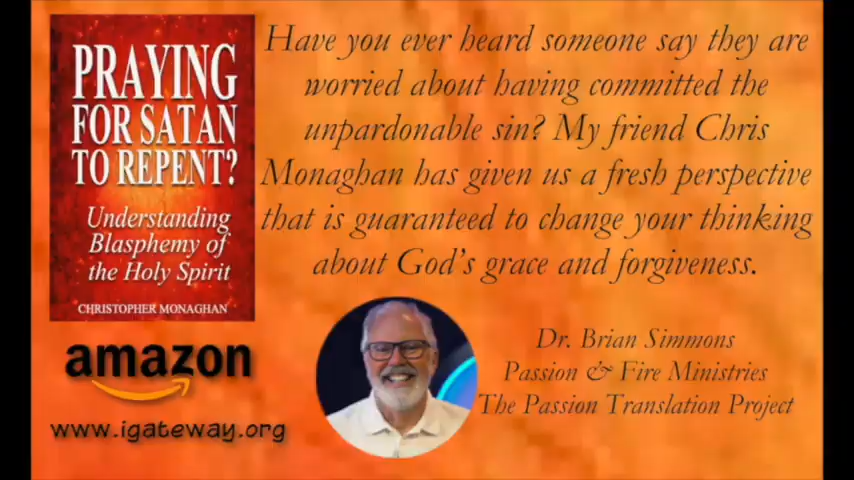 PRAYING
FOR SATAN
TO REPENT?
Understanding
Blasphemy of
the Holy Spirit
CHRISTOPHER MONAGHAN
amazon
www.igateway.org
Have you ever heard someone say they are
worried about having committed the
unpardonable sin? My friend Chris
Monaghan has given us a fresh perspective
that is guaranteed to change your thinking
about God's grace and forgiveness.
Dr. Brian Simmons
Passion & Fire Ministries
The Passion Translation Project